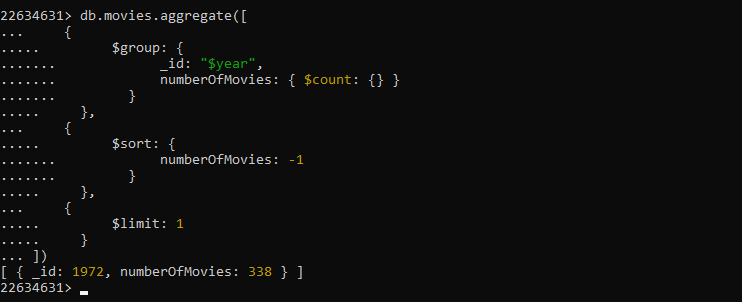 22634631> db.movies.aggregate([
...     {
.....         $group: {
.......             _id: "$year",
.......             numberOfMovies: { $count: {} }
.......         }
.....     },
...     {
.....         $sort: {
.......             numberOfMovies: -1
.......         }
.....     },
...     {
.....         $limit: 1
.....     }
... ])
[ { _id: 1972, numberOfMovies: 338 } ]
22634631>